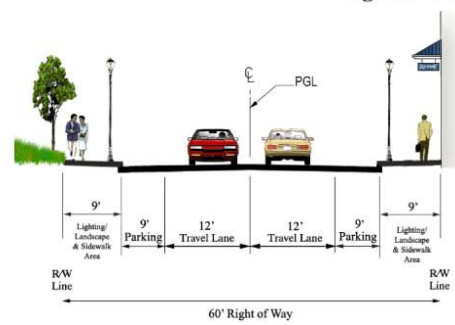 ℄
PGL
9'
Lighting/
Landscape
& Sidewalk
Area
9'
Parking
12'
Travel Lane
12'
Travel Lane
9'
Parking
9'
Lighting/
Landscape
& Sidewalk
Area
R/W
Line
R/W
Line
60' Right of Way